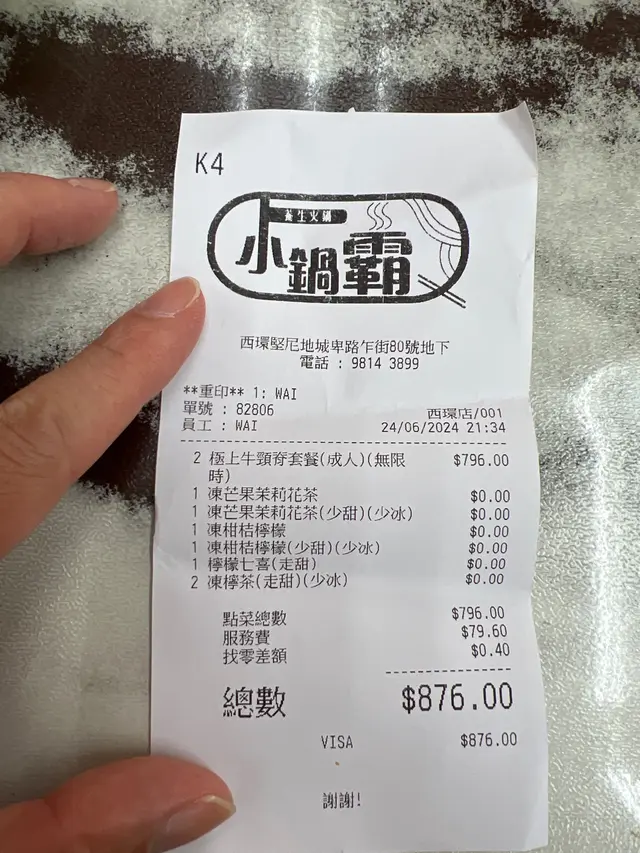 K4
養生火鍋
小鍋霸
西環堅尼地城卑路乍街80號地下
電話 : 9814 3899
**重印** 1: WAI
單號 : 82806
西環店/001
員工 : WAI
24/06/2024 21:34
2 極上牛頸脊套餐(成人)(無限 $796.00
時)
1 凍芒果茉莉花茶 $0.00
1 凍芒果茉莉花茶(少甜)(少冰) $0.00
1 凍柑桔檸檬 $0.00
1 凍柑桔檸檬(少甜)(少冰) $0.00
1 檸檬七喜(走甜) $0.00
2 凍檸茶(走甜)(少冰) $0.00
點菜總數 $796.00
服務費 $79.60
找零差額 $0.40
總數 $876.00
VISA $876.00
謝謝!